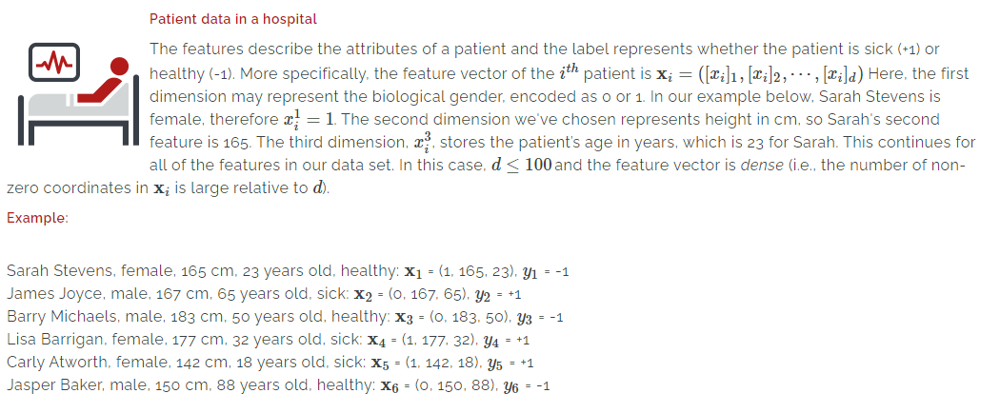 Patient data in a hospital
The features describe the attributes of a patient and the label represents whether the patient is sick (+1) or
healthy (-1). More specifically, the feature vector of the $i^{th}$ patient is $\mathbf{x}_i = ([x_i]_1, [x_i]_2, \cdots, [x_i]_d)$ Here, the first
dimension may represent the biological gender, encoded as 0 or 1. In our example below, Sarah Stevens is
female, therefore $x_i^1 = 1$. The second dimension we've chosen represents height in cm, so Sarah's second
feature is 165. The third dimension, $x_i^3$, stores the patient's age in years, which is 23 for Sarah. This continues for
all of the features in our data set. In this case, $d \leq 100$ and the feature vector is dense (i.e., the number of non-
zero coordinates in $\mathbf{x}_i$ is large relative to $d$).
Example:
Sarah Stevens, female, 165 cm, 23 years old, healthy: $\mathbf{x}_1$ = (1, 165, 23), $y_1$ = -1
James Joyce, male, 167 cm, 65 years old, sick: $\mathbf{x}_2$ = (0, 167, 65), $y_2$ = +1
Barry Michaels, male, 183 cm, 50 years old, healthy: $\mathbf{x}_3$ = (0, 183, 50), $y_3$ = -1
Lisa Barrigan, female, 177 cm, 32 years old, sick: $\mathbf{x}_4$ = (1, 177, 32), $y_4$ = +1
Carly Atworth, female, 142 cm, 18 years old, sick: $\mathbf{x}_5$ = (1, 142, 18), $y_5$ = +1
Jasper Baker, male, 150 cm, 88 years old, healthy: $\mathbf{x}_6$ = (0, 150, 88), $y_6$ = -1